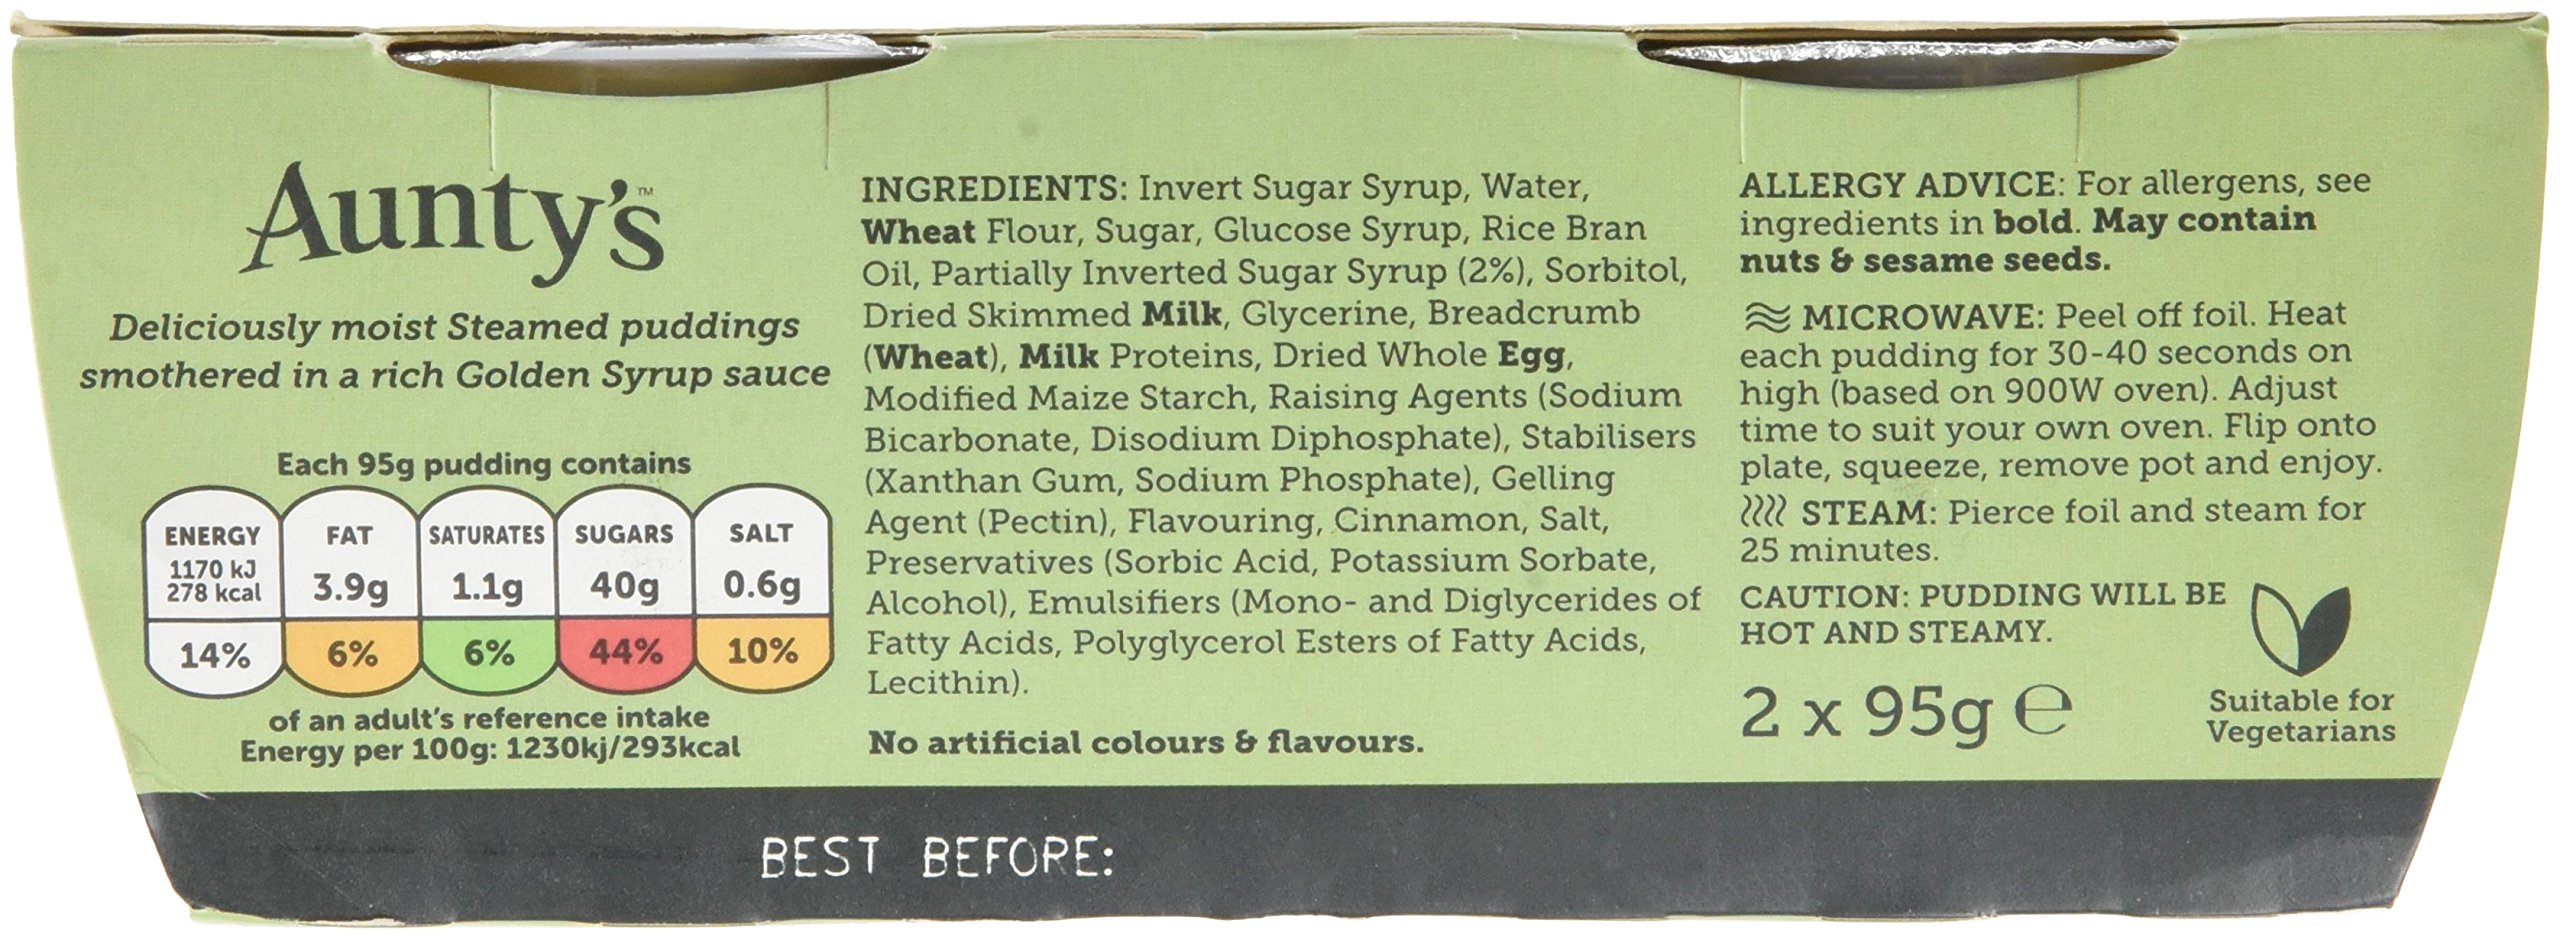 Aunty's™
Deliciously moist Steamed puddings
smothered in a rich Golden Syrup sauce
Each 95g pudding contains
ENERGY FAT SATURATES SUGARS SALT
1170 kJ
278 kcal 3.9g 1.1g 40g 0.6g
14% 6% 6% 44% 10%
of an adult's reference intake
Energy per 100g: 1230kj/293kcal
INGREDIENTS: Invert Sugar Syrup, Water,
Wheat Flour, Sugar, Glucose Syrup, Rice Bran
Oil, Partially Inverted Sugar Syrup (2%), Sorbitol,
Dried Skimmed Milk, Glycerine, Breadcrumb
(Wheat), Milk Proteins, Dried Whole Egg,
Modified Maize Starch, Raising Agents (Sodium
Bicarbonate, Disodium Diphosphate), Stabilisers
(Xanthan Gum, Sodium Phosphate), Gelling
Agent (Pectin), Flavouring, Cinnamon, Salt,
Preservatives (Sorbic Acid, Potassium Sorbate,
Alcohol), Emulsifiers (Mono- and Diglycerides of
Fatty Acids, Polyglycerol Esters of Fatty Acids,
Lecithin).
No artificial colours & flavours.
ALLERGY ADVICE: For allergens, see
ingredients in bold. May contain
nuts & sesame seeds.
MICROWAVE: Peel off foil. Heat
each pudding for 30-40 seconds on
high (based on 900W oven). Adjust
time to suit your own oven. Flip onto
plate, squeeze, remove pot and enjoy.
STEAM: Pierce foil and steam for
25 minutes.
CAUTION: PUDDING WILL BE
HOT AND STEAMY.
2 x 95g ℮
Suitable for
Vegetarians
BEST BEFORE: